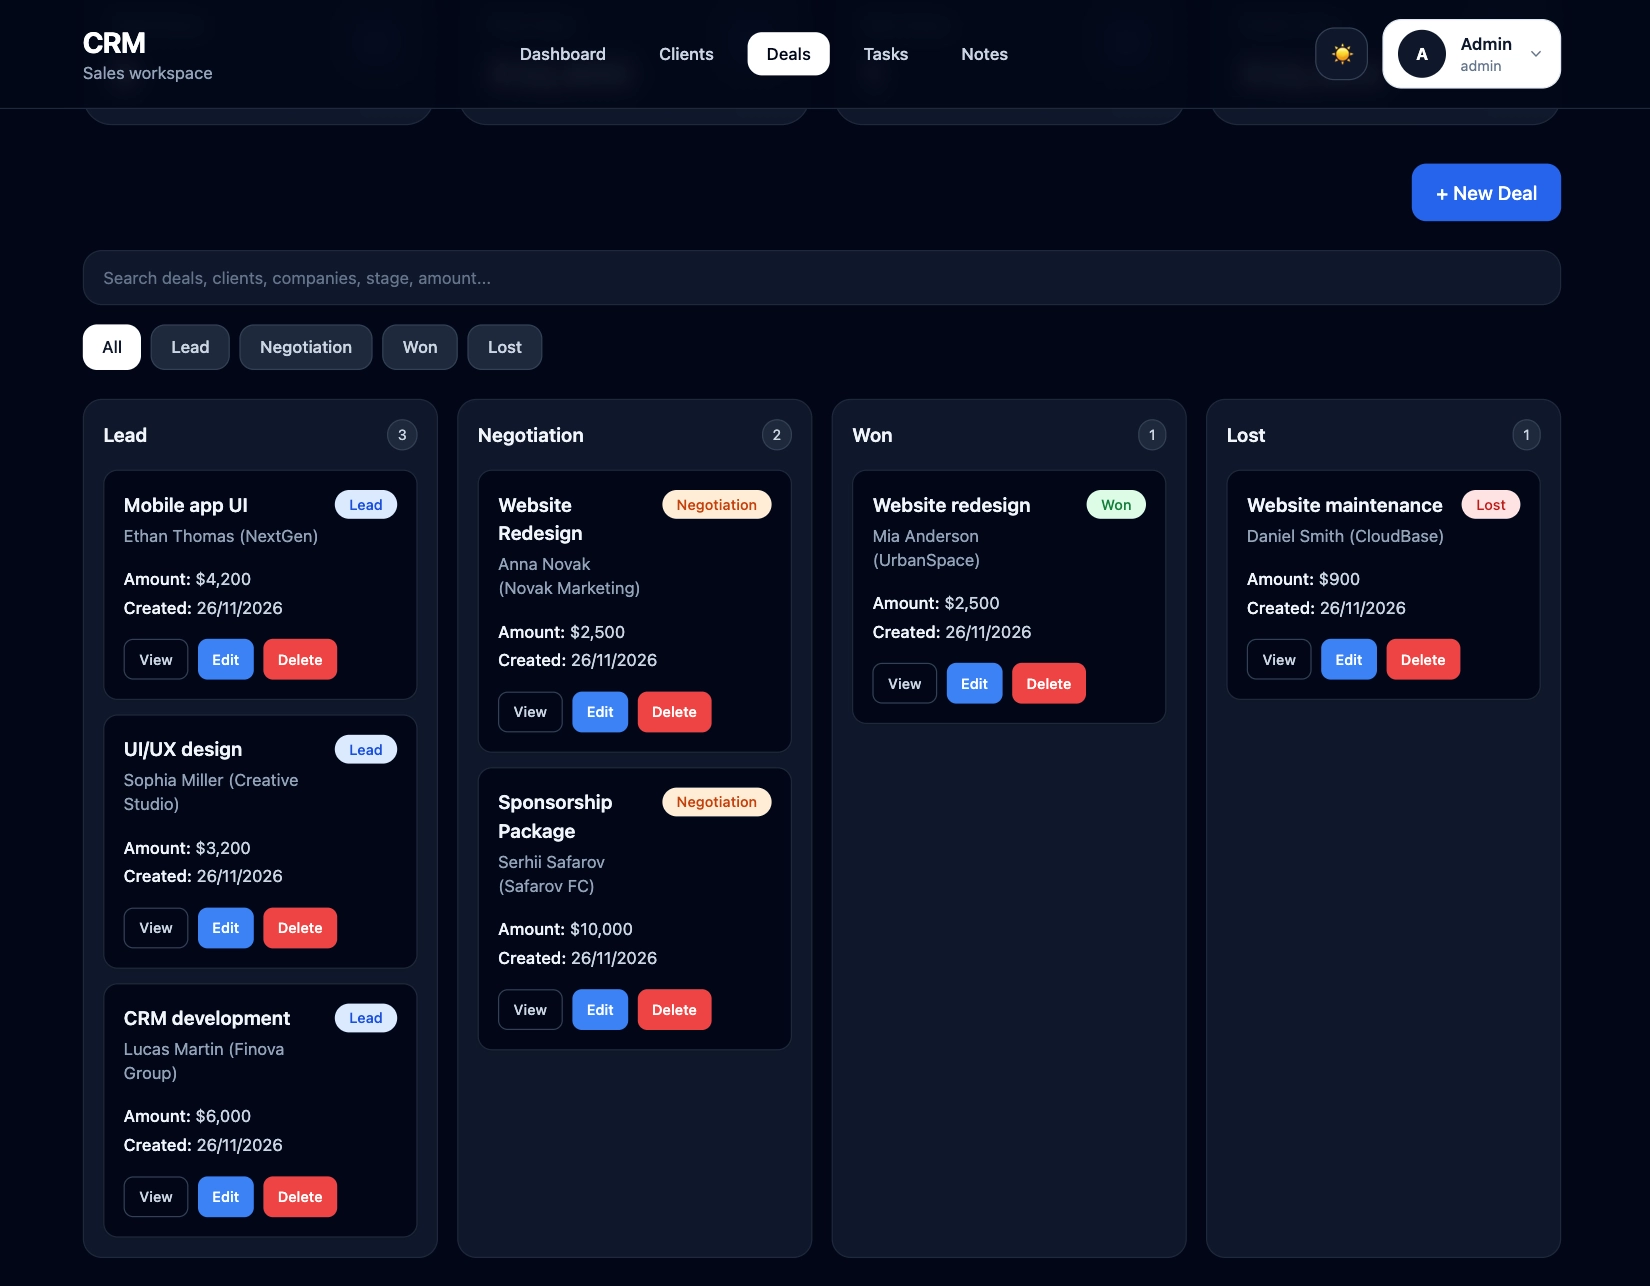 CRM
Sales workspace
Dashboard
Clients
Deals
Tasks
Notes
A
Admin
admin
+ New Deal
Search deals, clients, companies, stage, amount...
All
Lead
Negotiation
Won
Lost
Lead
3
Mobile app UI
Lead
Ethan Thomas (NextGen)
Amount: $4,200
Created: 26/11/2026
View
Edit
Delete
UI/UX design
Lead
Sophia Miller (Creative
Studio)
Amount: $3,200
Created: 26/11/2026
View
Edit
Delete
CRM development
Lead
Lucas Martin (Finova
Group)
Amount: $6,000
Created: 26/11/2026
View
Edit
Delete
Negotiation
2
Website
Redesign
Negotiation
Anna Novak
(Novak Marketing)
Amount: $2,500
Created: 26/11/2026
View
Edit
Delete
Sponsorship
Package
Negotiation
Serhii Safarov
(Safarov FC)
Amount: $10,000
Created: 26/11/2026
View
Edit
Delete
Won
1
Website redesign
Won
Mia Anderson
(UrbanSpace)
Amount: $2,500
Created: 26/11/2026
View
Edit
Delete
Lost
1
Website maintenance
Lost
Daniel Smith (CloudBase)
Amount: $900
Created: 26/11/2026
View
Edit
Delete